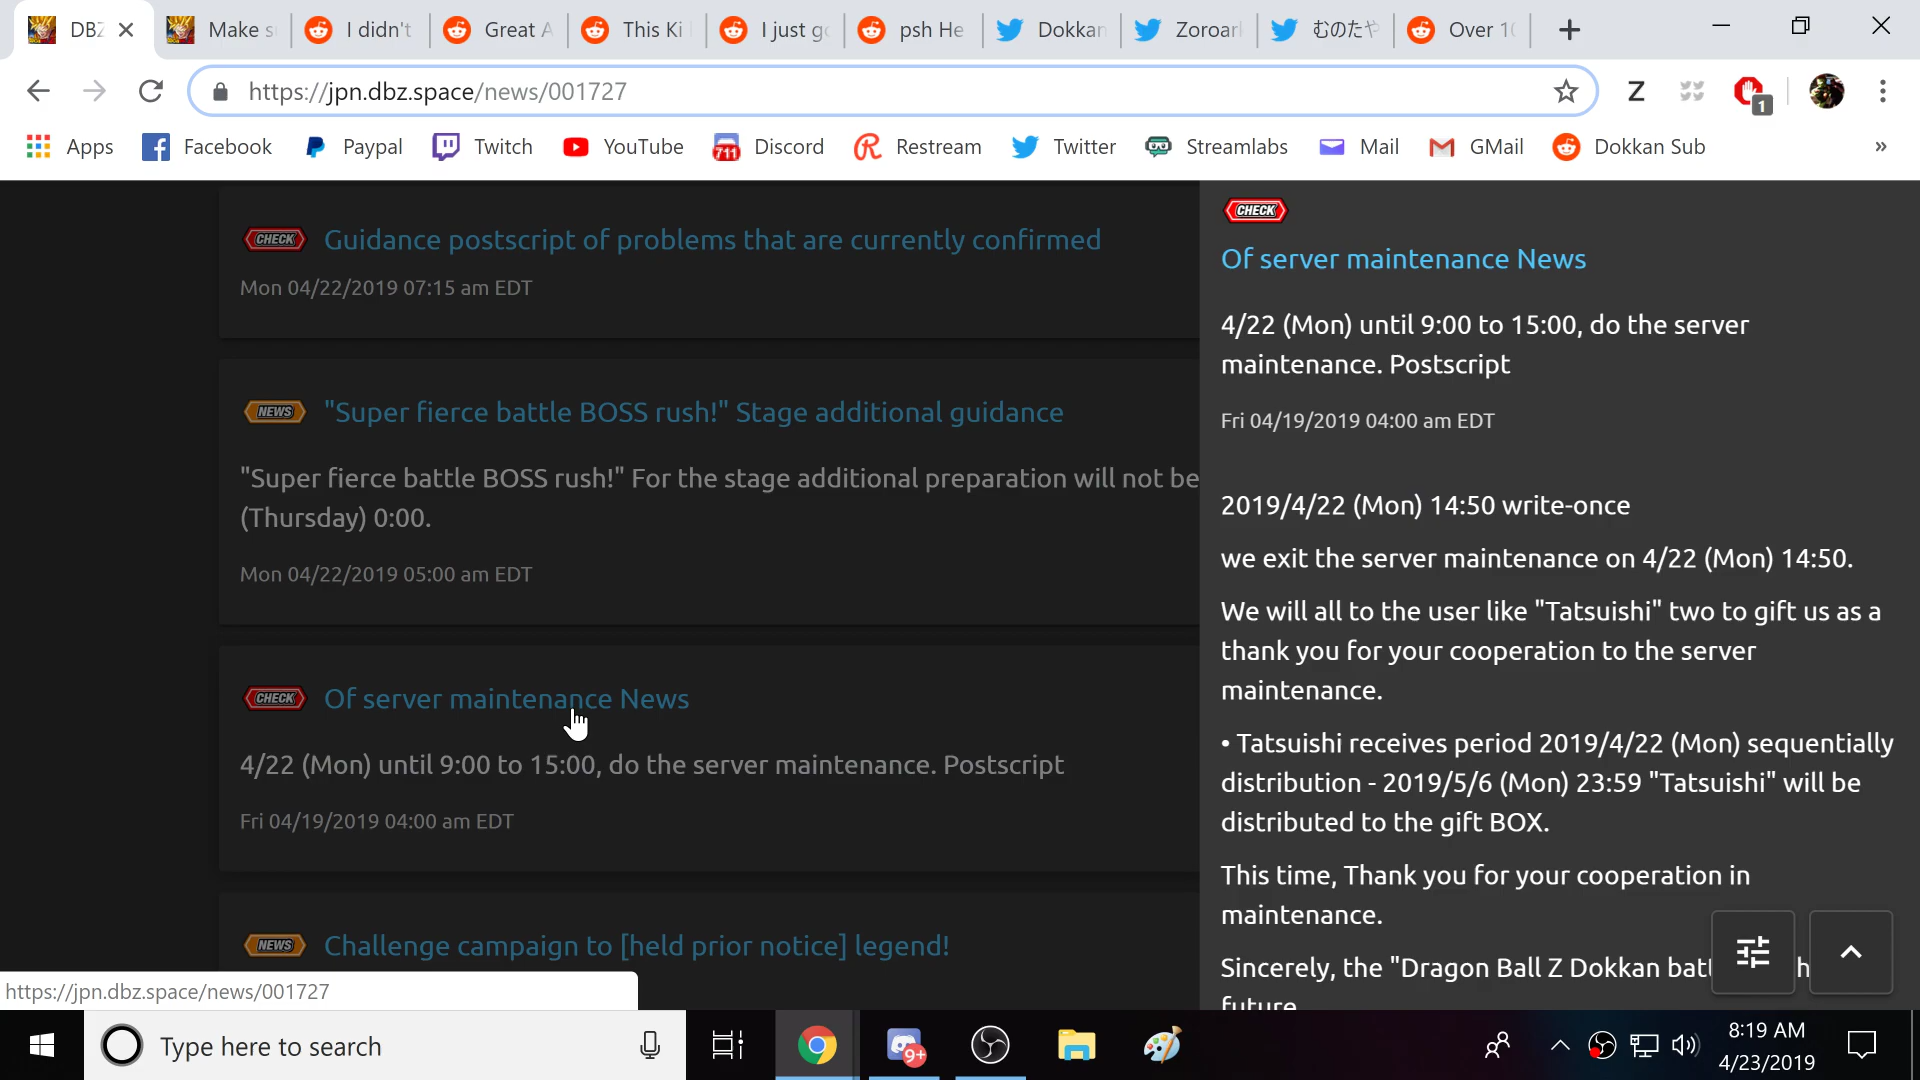 DBZ
Make s
I didn't
Great A
This Ki
I just g
psh He
Dokkan
Zoroar
むのたや
Over 10
https://jpn.dbz.space/news/001727
Z
1
Apps
Facebook
Paypal
Twitch
YouTube
711
Discord
Restream
Twitter
Streamlabs
Mail
GMail
Dokkan Sub
»
CHECK
Guidance postscript of problems that are currently confirmed
Mon 04/22/2019 07:15 am EDT
NEWS
"Super fierce battle BOSS rush!" Stage additional guidance
"Super fierce battle BOSS rush!" For the stage additional preparation will not be
(Thursday) 0:00.
Mon 04/22/2019 05:00 am EDT
CHECK
Of server maintenance News
4/22 (Mon) until 9:00 to 15:00, do the server maintenance. Postscript
Fri 04/19/2019 04:00 am EDT
NEWS
Challenge campaign to [held prior notice] legend!
https://jpn.dbz.space/news/001727
CHECK
Of server maintenance News
4/22 (Mon) until 9:00 to 15:00, do the server
maintenance. Postscript
Fri 04/19/2019 04:00 am EDT
2019/4/22 (Mon) 14:50 write-once
we exit the server maintenance on 4/22 (Mon) 14:50.
We will all to the user like "Tatsuishi" two to gift us as a
thank you for your cooperation to the server
maintenance.
• Tatsuishi receives period 2019/4/22 (Mon) sequentially
distribution - 2019/5/6 (Mon) 23:59 "Tatsuishi" will be
distributed to the gift BOX.
This time, Thank you for your cooperation in
maintenance.
Sincerely, the "Dragon Ball Z Dokkan batt h
future
Type here to search
9+
8:19 AM
4/23/2019